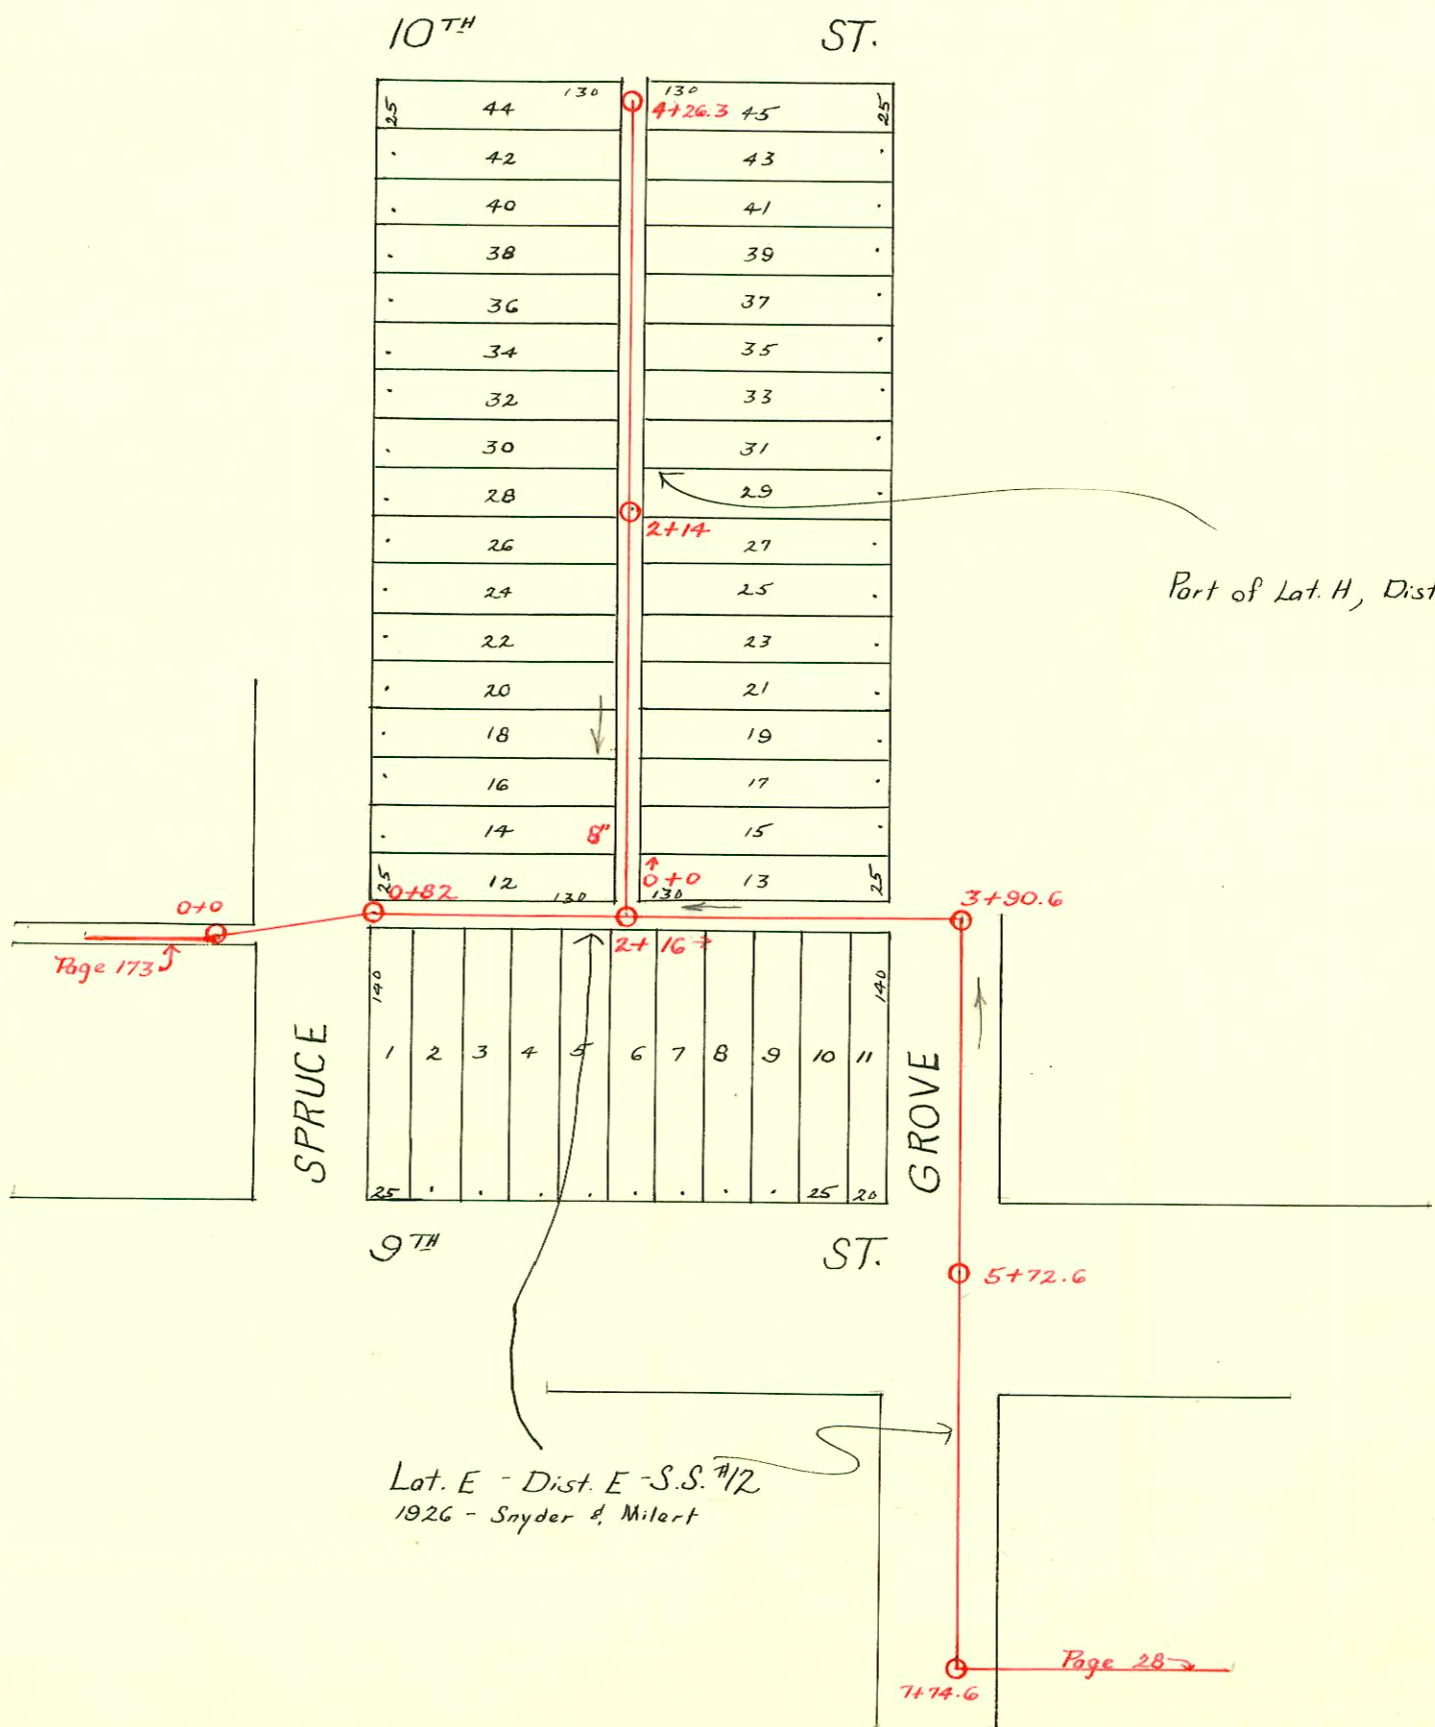 10TH ST.
25 44 130 130 45 25
4+26.3
42 43
40 41
38 39
36 37
34 35
32 33
30 31
28 29
2+14
26 27
24 25
Part of Lat. H, Dist
22 23
20 21
18 19
16 17
14 8" 15
25 12 130 0+0 130 13 25
0+82
0+0
3+90.6
2+16
Page 173
140 140
1 2 3 4 5 6 7 8 9 10 11
SPRUCE
GROVE
25 25 20
9TH ST.
5+72.6
Lat. E - Dist. E - S.S. #12
1926 - Snyder & Milert
Page 28
7+74.6